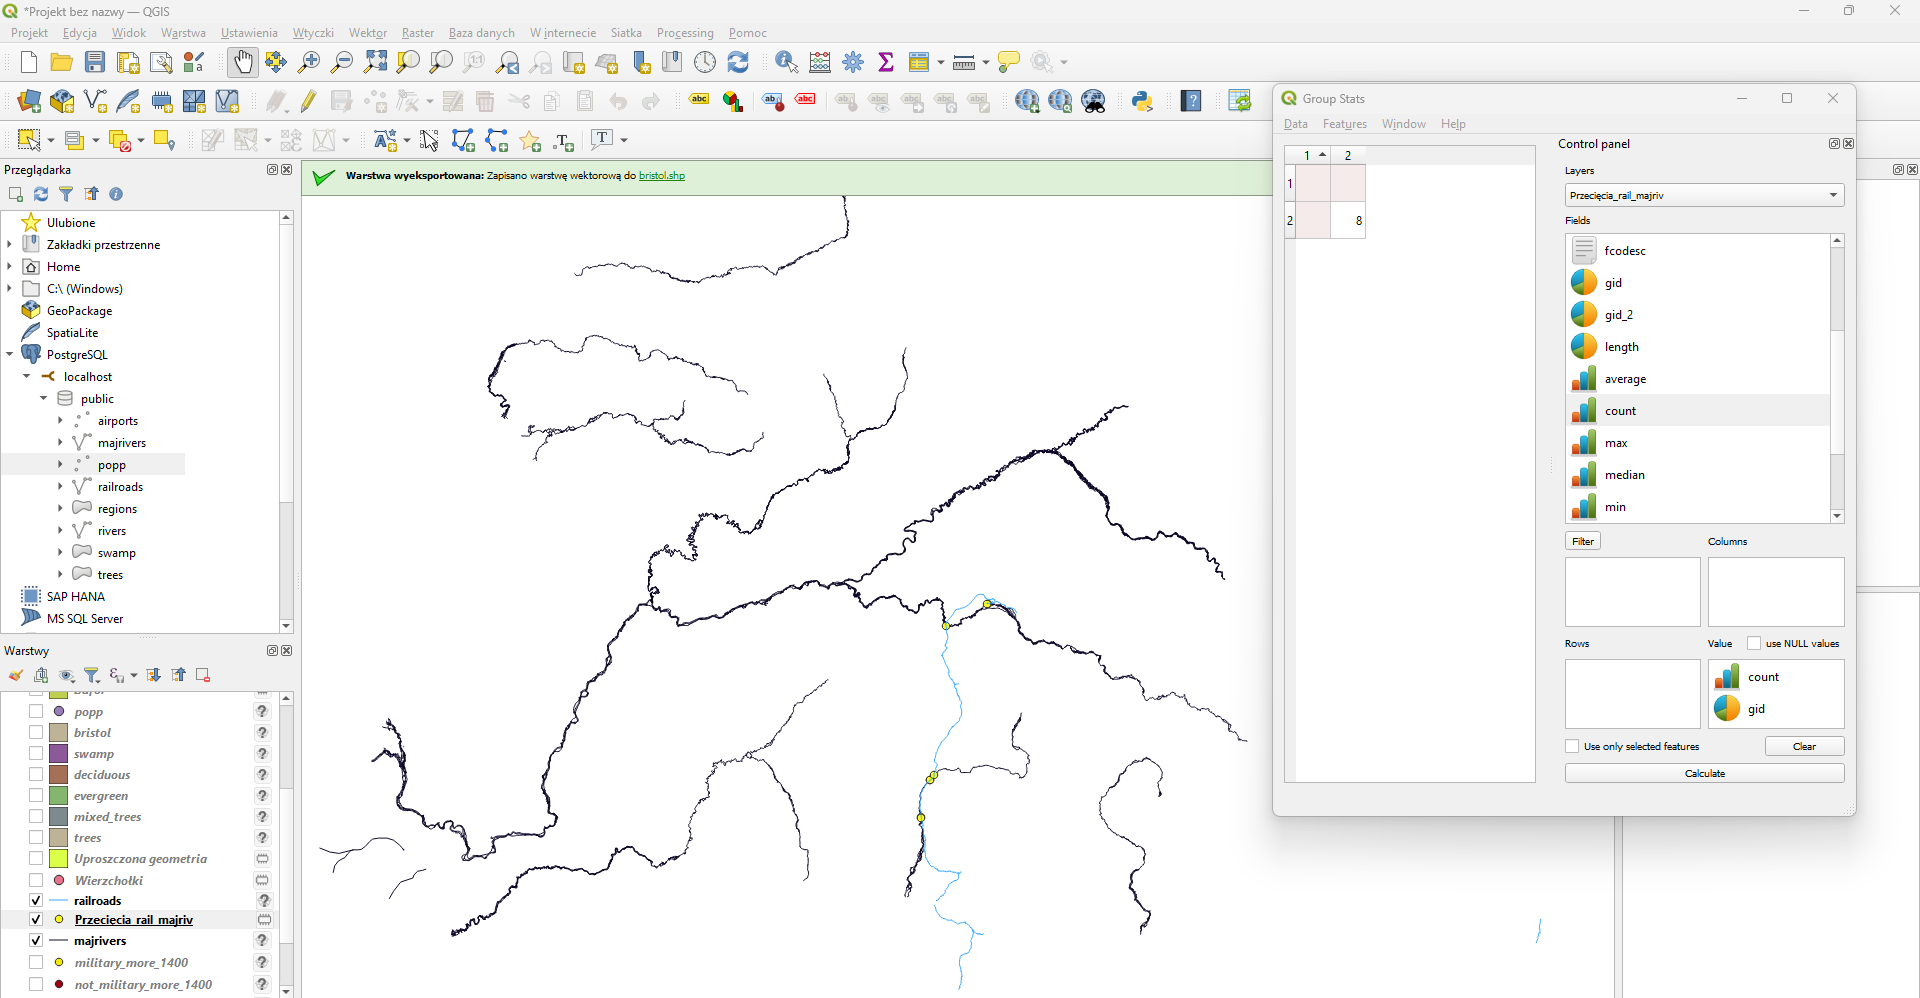 *Projekt bez nazwy — QGIS
Projekt Edycja Widok Warstwa Ustawienia Wtyczki Wektor Raster Baza danych W internecie Siatka Processing Pomoc
Przeglądarka
Ulubione
Zakładki przestrzenne
Home
C:\ (Windows)
GeoPackage
SpatiaLite
PostgreSQL
localhost
public
airports
majrivers
popp
railroads
regions
rivers
swamp
trees
SAP HANA
MS SQL Server
Warstwy
popp
bristol
swamp
deciduous
evergreen
mixed_trees
trees
Uproszczona geometria
Wierzchołki
railroads
Przecięcia_rail_majriv
majrivers
military_more_1400
not_military_more_1400
Warstwa wyeksportowana: Zapisano warstwę wektorową do bristol.shp
Group Stats
Data Features Window Help
1 2
1
2 8
Control panel
Layers
Przecięcia_rail_majriv
Fields
fcodesc
gid
gid_2
length
average
count
max
median
min
Filter
Columns
Rows
Value use NULL values
count
gid
Use only selected features
Clear
Calculate